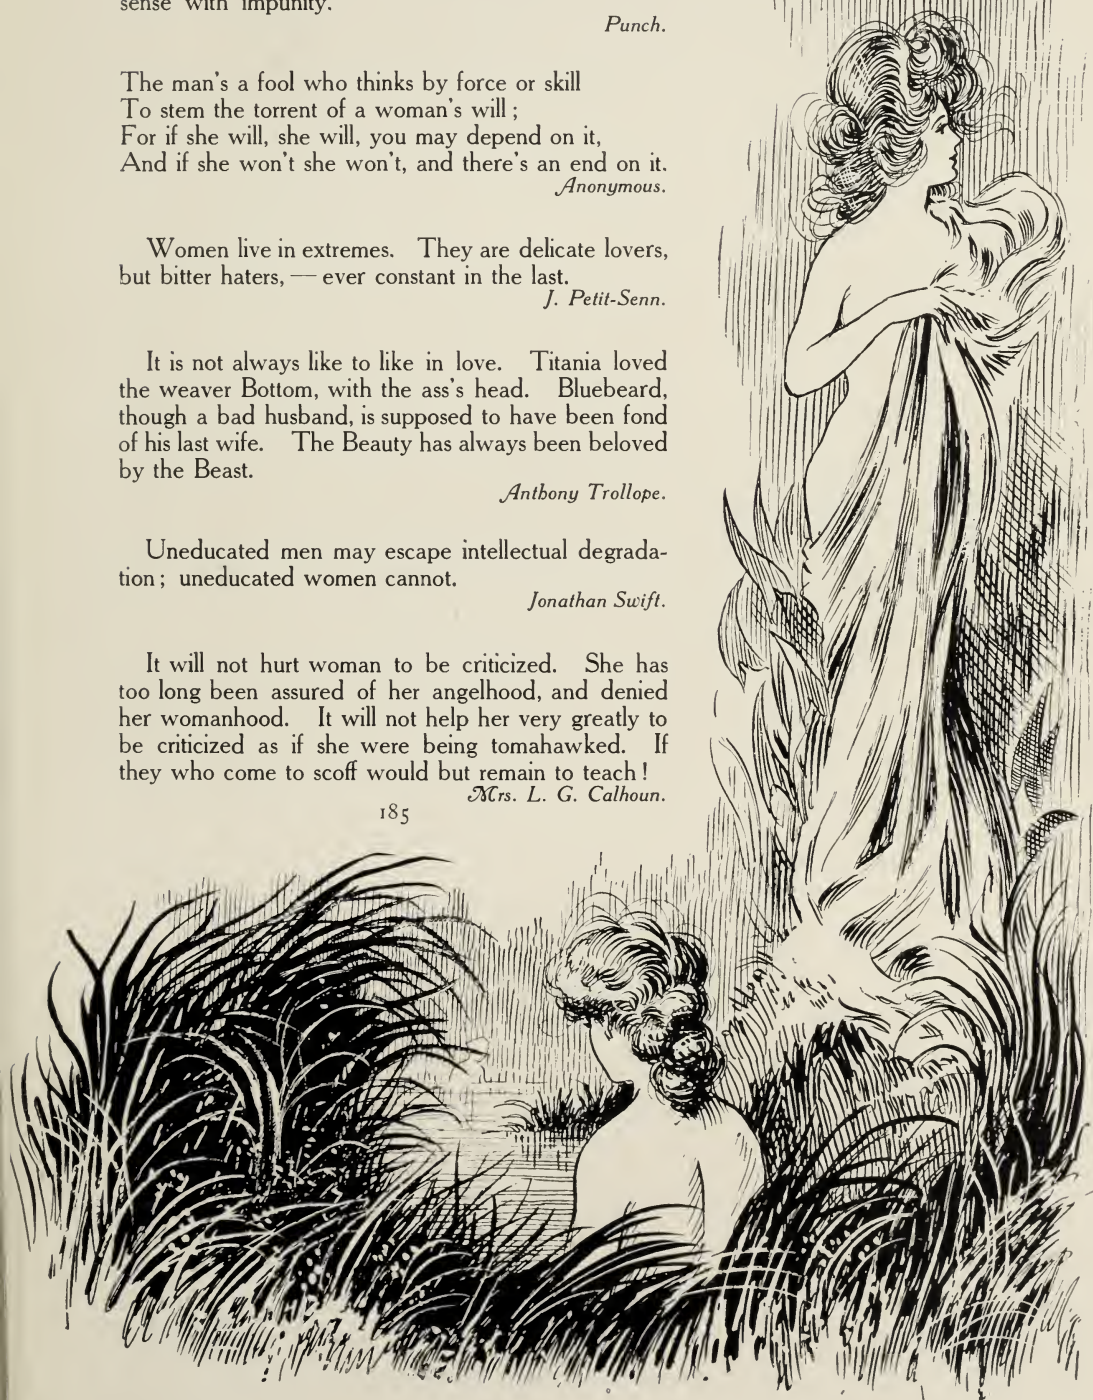 sense with impunity.
Punch.
The man's a fool who thinks by force or skill
To stem the torrent of a woman's will ;
For if she will, she will, you may depend on it,
And if she won't she won't, and there's an end on it.
Anonymous.
Women live in extremes. They are delicate lovers,
but bitter haters, — ever constant in the last.
J. Petit-Senn.
It is not always like to like in love. Titania loved
the weaver Bottom, with the ass's head. Bluebeard,
though a bad husband, is supposed to have been fond
of his last wife. The Beauty has always been beloved
by the Beast.
Anthony Trollope.
Uneducated men may escape intellectual degrada-
tion ; uneducated women cannot.
Jonathan Swift.
It will not hurt woman to be criticized. She has
too long been assured of her angelhood, and denied
her womanhood. It will not help her very greatly to
be criticized as if she were being tomahawked. If
they who come to scoff would but remain to teach !
Mrs. L. G. Calhoun.
185